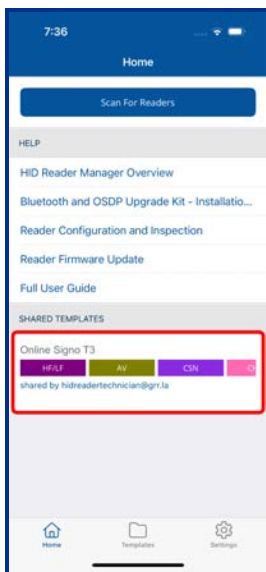 7:36
Home
Scan For Readers
HELP
HID Reader Manager Overview
Bluetooth and OSDP Upgrade Kit - Installatio...
Reader Configuration and Inspection
Reader Firmware Update
Full User Guide
SHARED TEMPLATES
Online Signo T3
HF/LF AV CSN
shared by hidreadertechnician@grr.la
Home Templates Settings